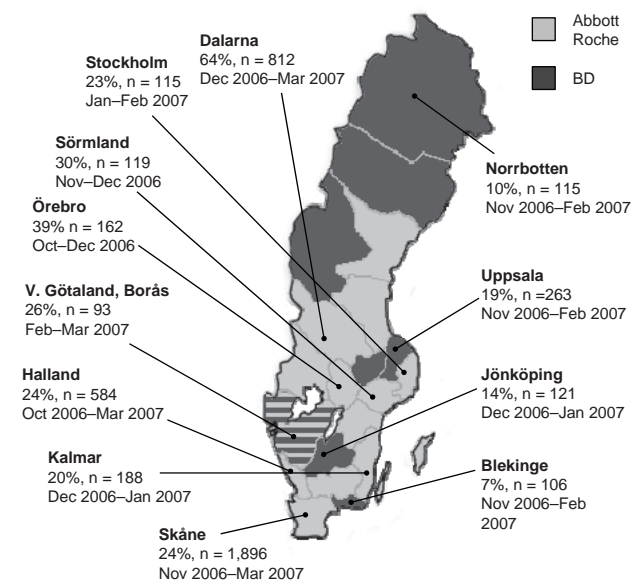 Abbott
Roche
BD
Dalarna
64%, n = 812
Dec 2006–Mar 2007
Stockholm
23%, n = 115
Jan–Feb 2007
Sörmland
30%, n = 119
Nov–Dec 2006
Örebro
39% n = 162
Oct–Dec 2006
V. Götaland, Borås
26%, n = 93
Feb–Mar 2007
Halland
24%, n = 584
Oct 2006–Mar 2007
Kalmar
20%, n = 188
Dec 2006–Jan 2007
Skåne
24%, n = 1,896
Nov 2006–Mar 2007
Norrbotten
10%, n = 115
Nov 2006–Feb 2007
Uppsala
19%, n =263
Nov 2006–Feb 2007
Jönköping
14%, n = 121
Dec 2006–Jan 2007
Blekinge
7%, n = 106
Nov 2006–Feb
2007